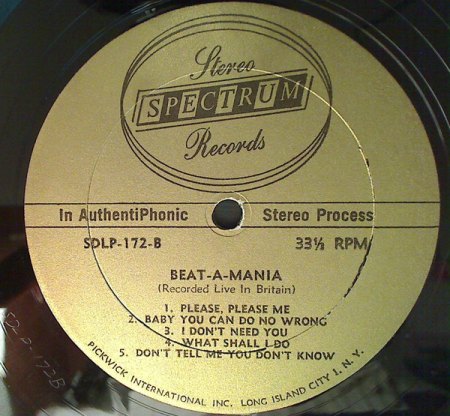 Stereo
SPECTRUM
Records
In AuthentiPhonic Stereo Process
SDLP-172-B 33⅓ RPM
BEAT-A-MANIA
(Recorded Live In Britain)
1. PLEASE, PLEASE ME
2. BABY YOU CAN DO NO WRONG
3. I DON'T NEED YOU
4. WHAT SHALL I DO
5. DON'T TELL ME YOU DON'T KNOW
PICKWICK INTERNATIONAL INC. LONG ISLAND CITY I, N. Y.